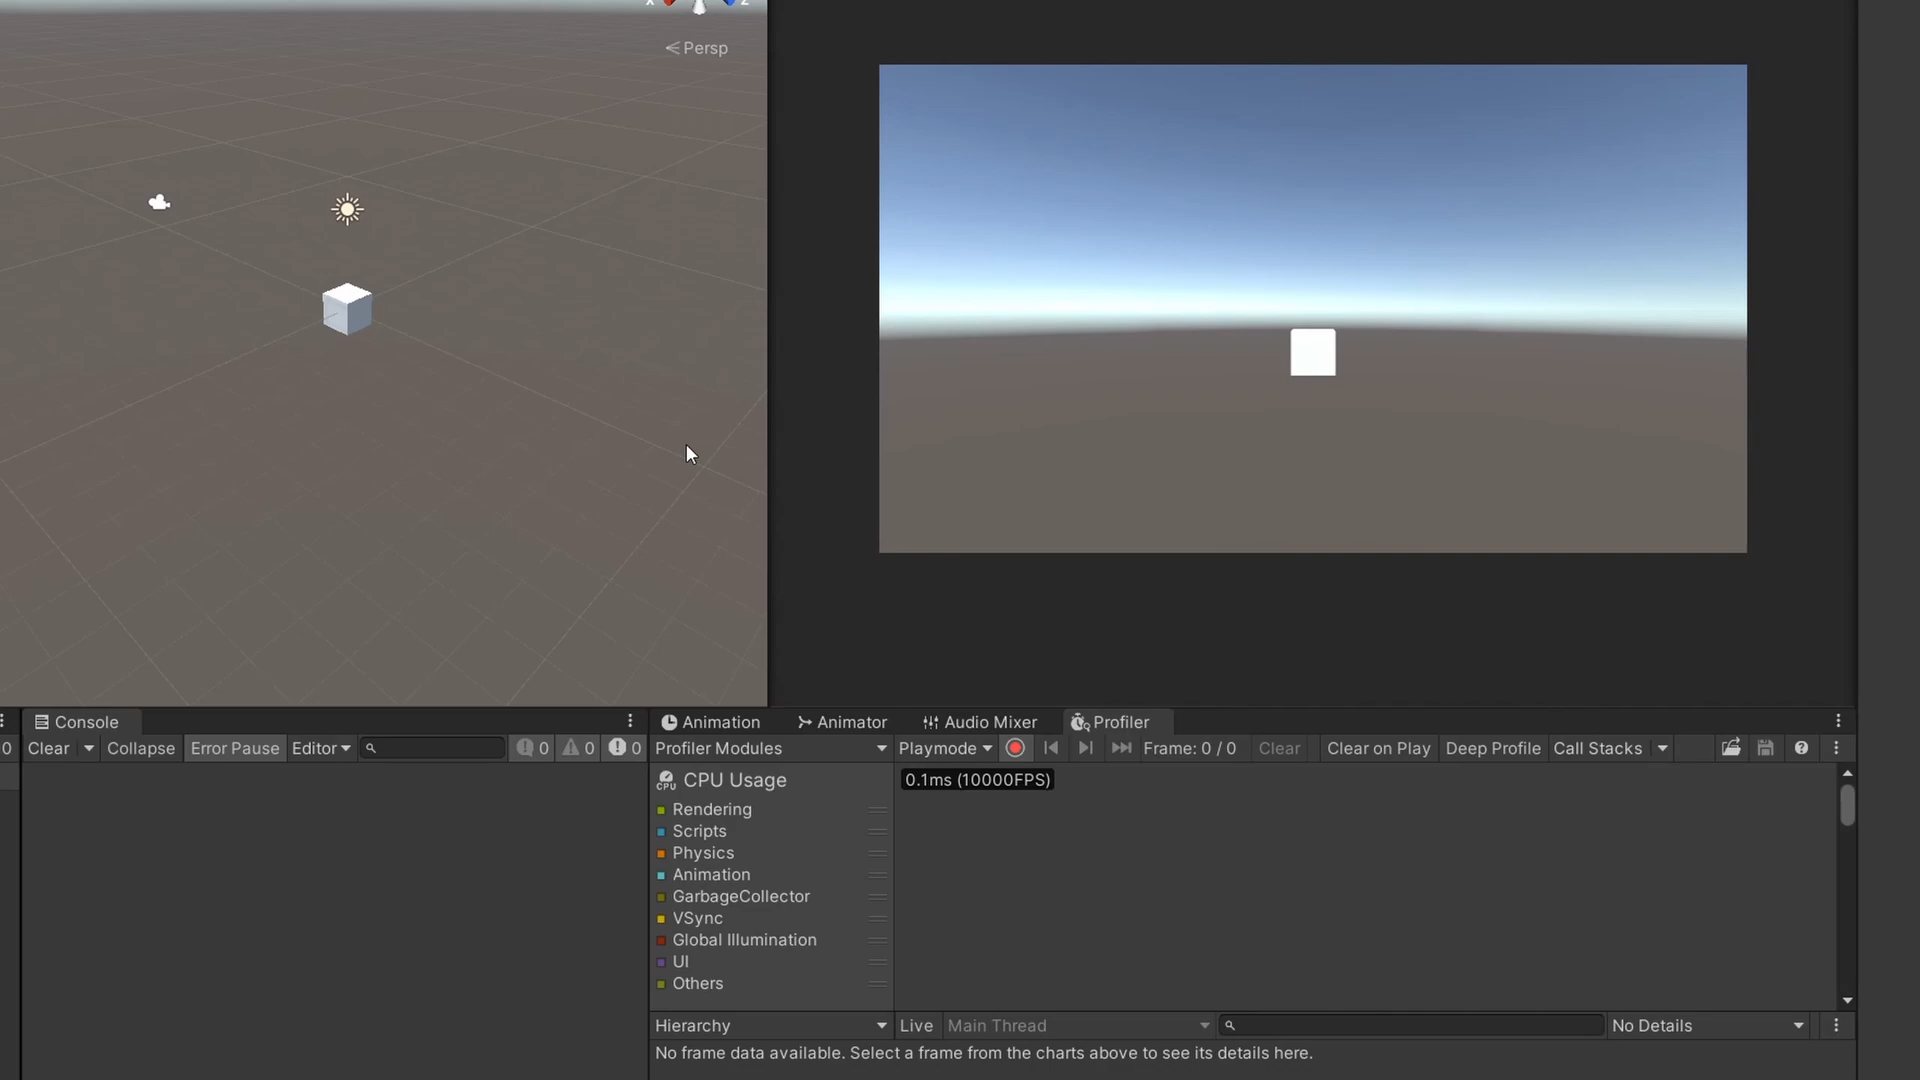 X Z
Persp
Console
Animation Animator Audio Mixer Profiler
0 Clear Collapse Error Pause Editor 0 0 0
Profiler Modules Playmode Frame: 0 / 0 Clear Clear on Play Deep Profile Call Stacks
CPU CPU Usage
0.1ms (10000FPS)
Rendering
Scripts
Physics
Animation
GarbageCollector
VSync
Global Illumination
UI
Others
Hierarchy Live Main Thread No Details
No frame data available. Select a frame from the charts above to see its details here.